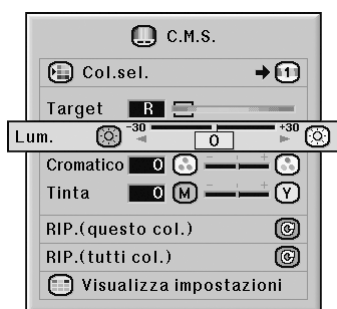 C.M.S.
Col.sel. 1
Target R
Lum. -30 0 +30
Cromatico 0 - +
Tinta 0 M - + Y
RIP.(questo col.)
RIP.(tutti col.)
Visualizza impostazioni